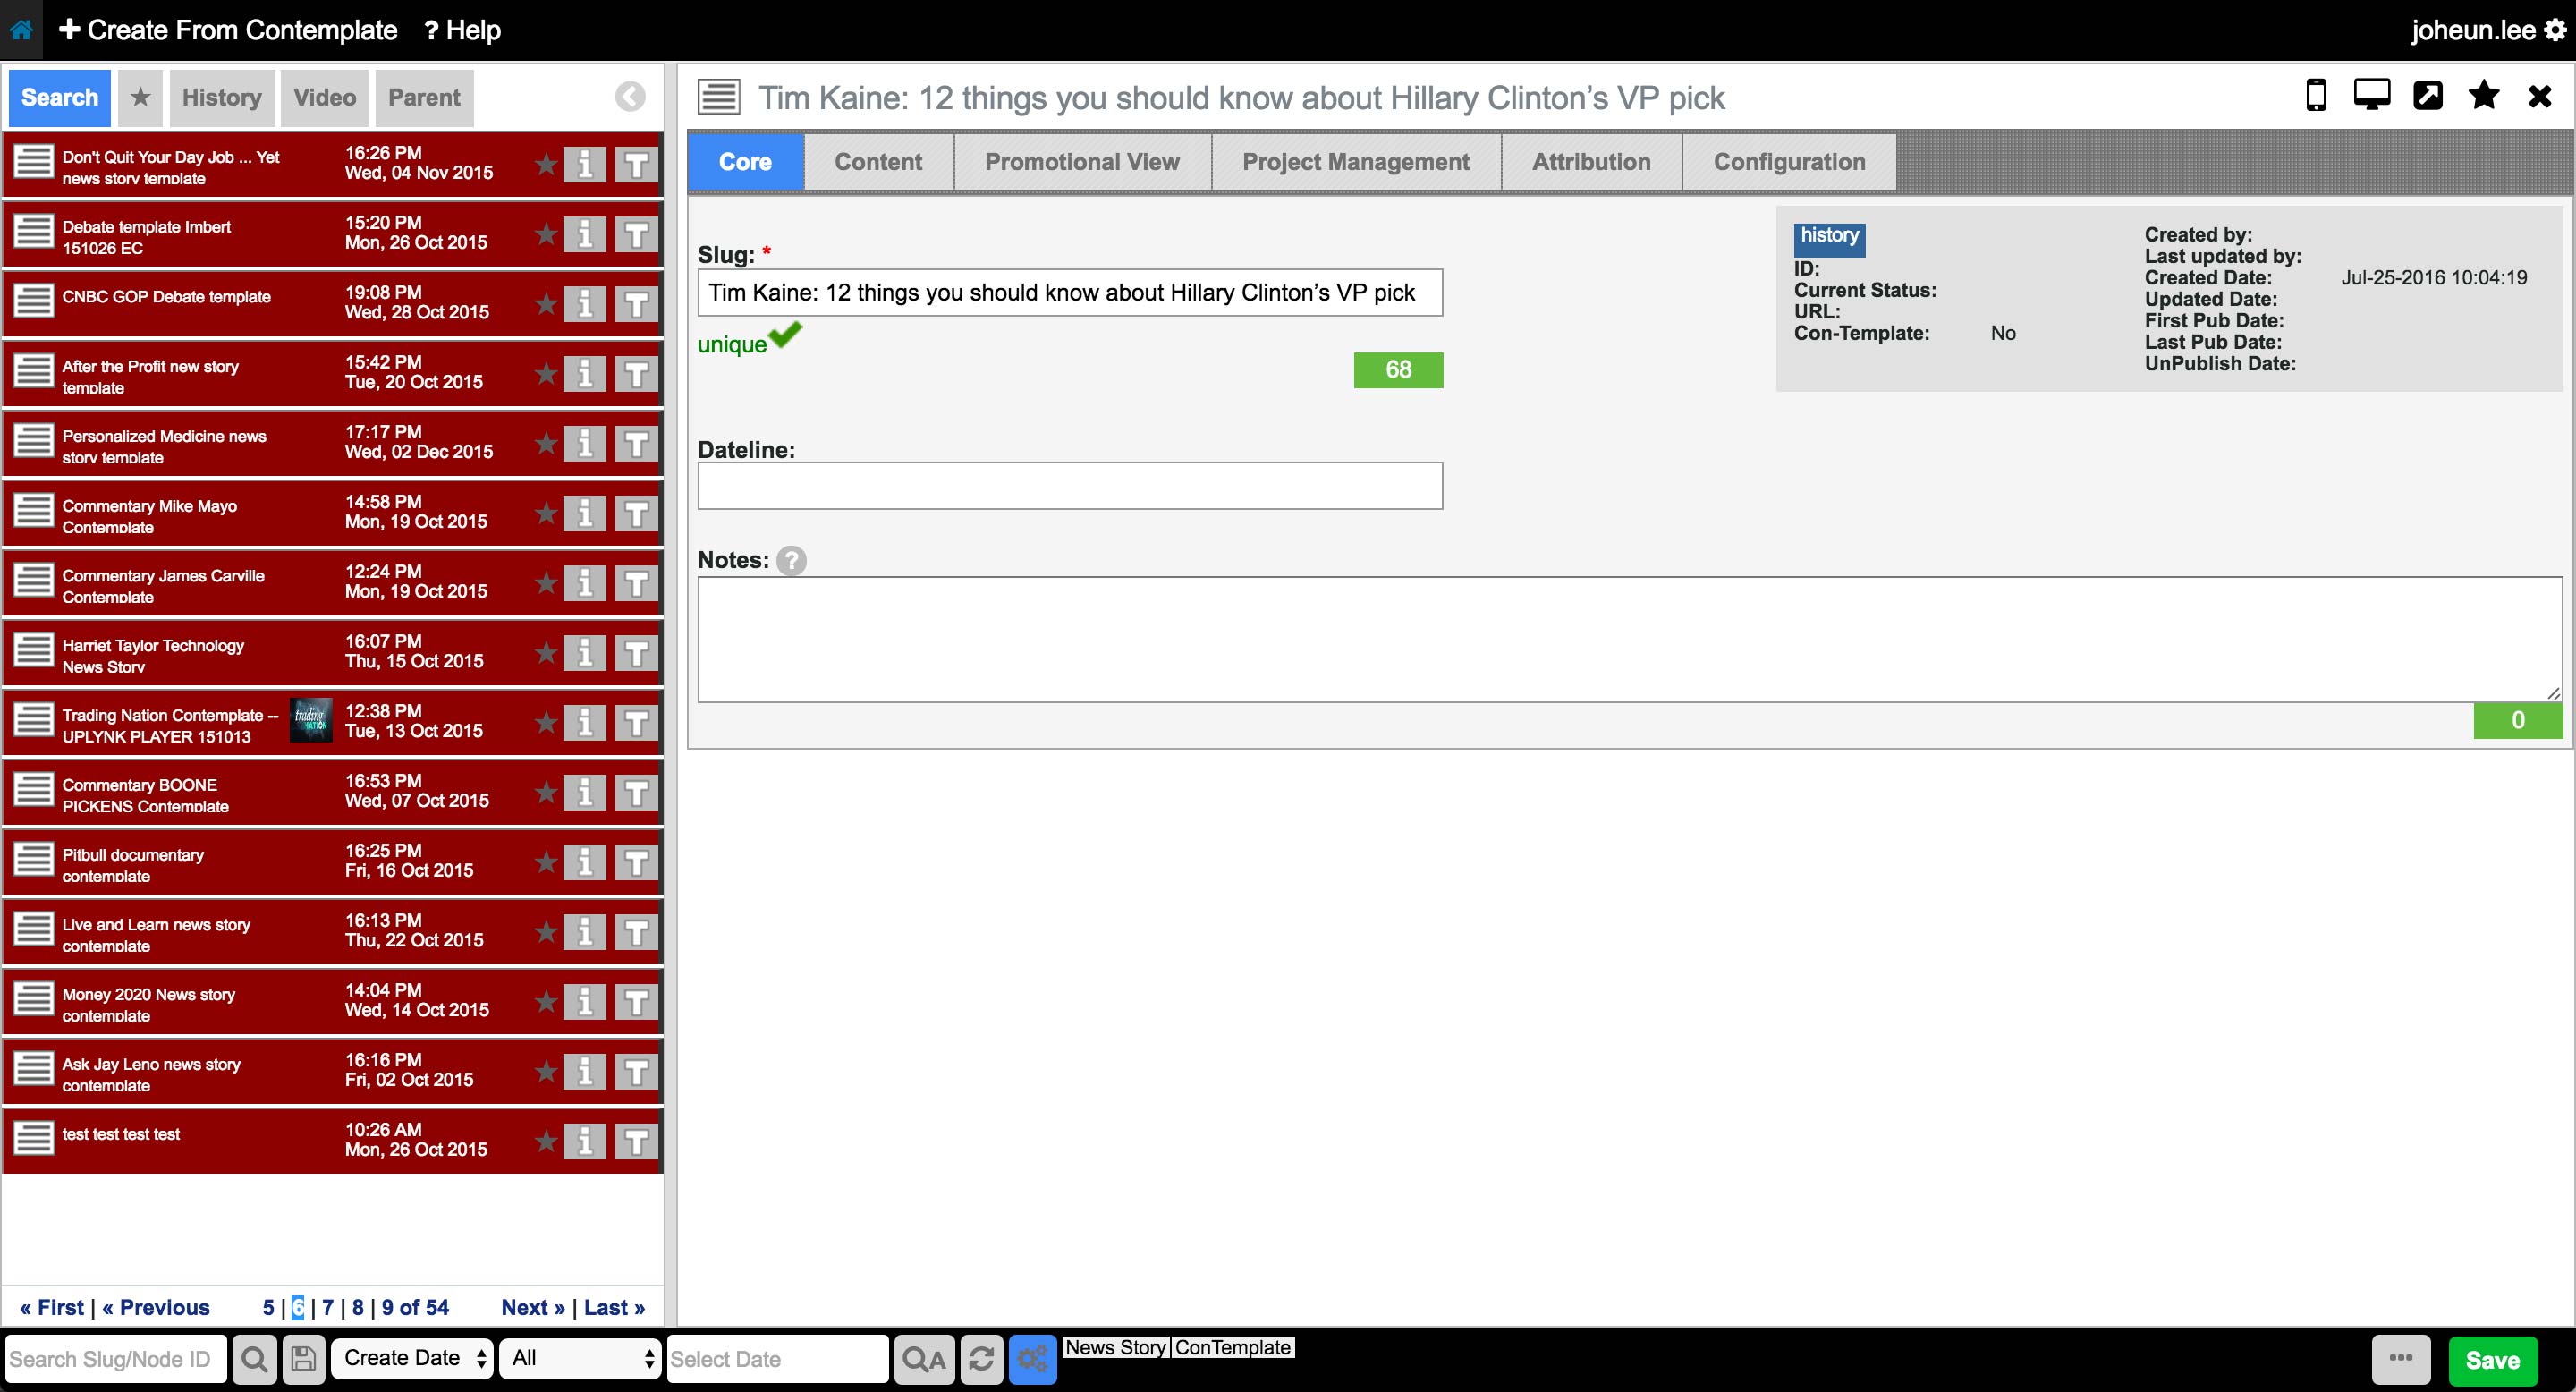 Create From Contemplate ? Help joheun.lee
Search History Video Parent
Don't Quit Your Day Job ... Yet
news story template
16:26 PM
Wed, 04 Nov 2015
Debate template Imbert
151026 EC
15:20 PM
Mon, 26 Oct 2015
CNBC GOP Debate template
19:08 PM
Wed, 28 Oct 2015
After the Profit new story
template
15:42 PM
Tue, 20 Oct 2015
Personalized Medicine news
story template
17:17 PM
Wed, 02 Dec 2015
Commentary Mike Mayo
Contemplate
14:58 PM
Mon, 19 Oct 2015
Commentary James Carville
Contemplate
12:24 PM
Mon, 19 Oct 2015
Harriet Taylor Technology
News Story
16:07 PM
Thu, 15 Oct 2015
Trading Nation Contemplate --
UPLYNK PLAYER 151013
trading
NATION
12:38 PM
Tue, 13 Oct 2015
Commentary BOONE
PICKENS Contemplate
16:53 PM
Wed, 07 Oct 2015
Pitbull documentary
contemplate
16:25 PM
Fri, 16 Oct 2015
Live and Learn news story
contemplate
16:13 PM
Thu, 22 Oct 2015
Money 2020 News story
contemplate
14:04 PM
Wed, 14 Oct 2015
Ask Jay Leno news story
contemplate
16:16 PM
Fri, 02 Oct 2015
test test test test
10:26 AM
Mon, 26 Oct 2015
« First | « Previous 5 | 6 | 7 | 8 | 9 of 54 Next » | Last »
Tim Kaine: 12 things you should know about Hillary Clinton’s VP pick
Core Content Promotional View Project Management Attribution Configuration
Slug: *
Tim Kaine: 12 things you should know about Hillary Clinton’s VP pick
unique
68
Dateline:
Notes: ?
0
history
ID:
Current Status:
URL:
Con-Template: No
Created by:
Last updated by:
Created Date: Jul-25-2016 10:04:19
Updated Date:
First Pub Date:
Last Pub Date:
UnPublish Date:
Search Slug/Node ID Create Date All Select Date A News Story ConTemplate ... Save